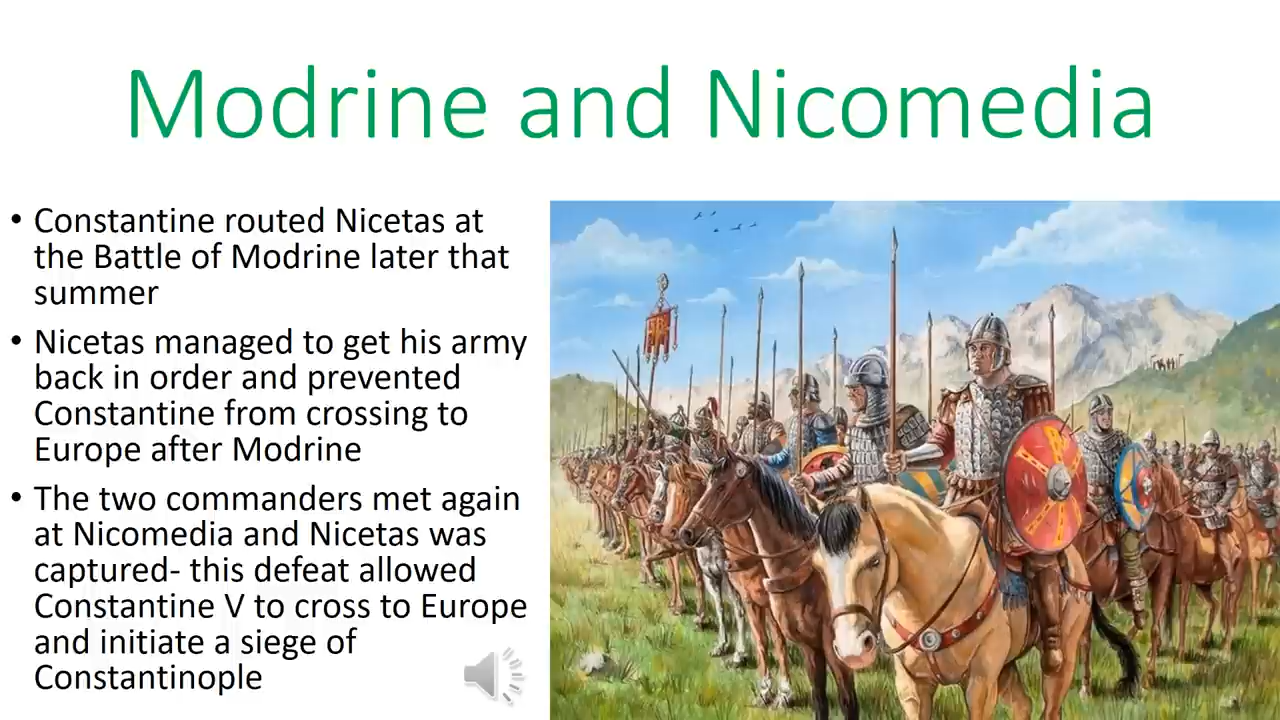 Modrine and Nicomedia
• Constantine routed Nicetas at
the Battle of Modrine later that
summer
• Nicetas managed to get his army
back in order and prevented
Constantine from crossing to
Europe after Modrine
• The two commanders met again
at Nicomedia and Nicetas was
captured- this defeat allowed
Constantine V to cross to Europe
and initiate a siege of
Constantinople